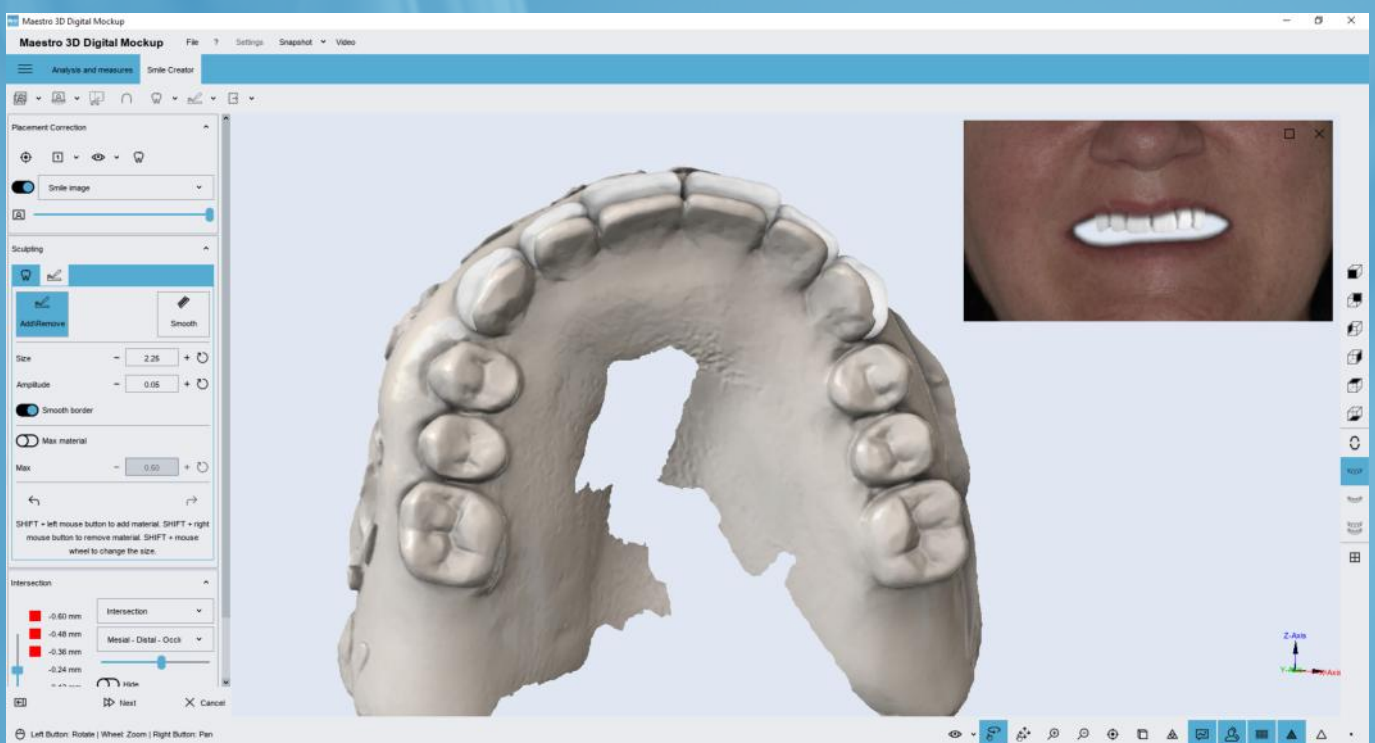 Maestro 3D Digital Mockup
Maestro 3D Digital Mockup File ? Settings Snapshot Video
Analysis and measures Smile Creator
Placement Correction
1
Smile image
Sculpting
Add\Remove Smooth
Size - 2.25 +
Amplitude - 0.05 +
Smooth border
Max material
Max - 0.60 +
SHIFT + left mouse button to add material. SHIFT + right
mouse button to remove material. SHIFT + mouse
wheel to change the size.
Intersection
-0.60 mm Intersection
-0.48 mm Mesial - Distal - Occl
-0.36 mm
-0.24 mm
Hide
Next Cancel
Left Button: Rotate | Wheel: Zoom | Right Button: Pan
Z-Axis